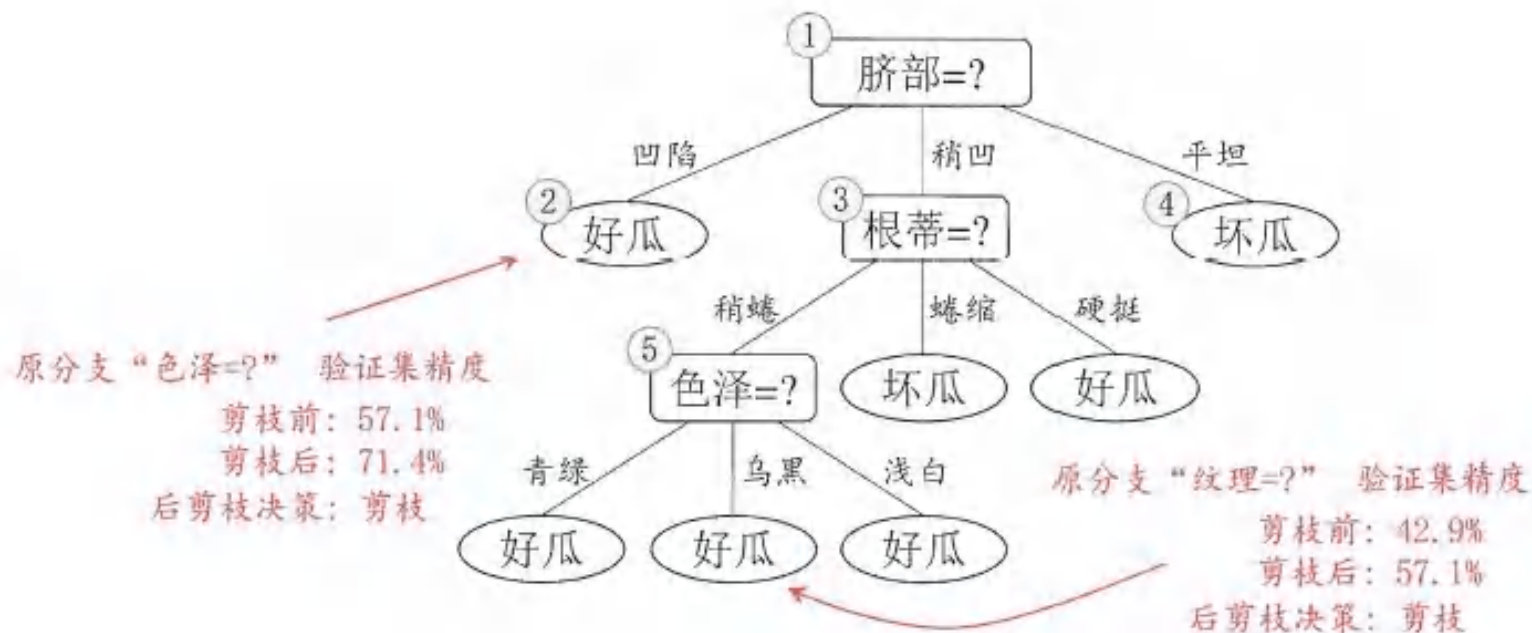 ①
脐部=?
凹陷 稍凹 平坦
② ③ ④
好瓜 根蒂=? 坏瓜
稍蜷 蜷缩 硬挺
⑤
色泽=? 坏瓜 好瓜
青绿 乌黑 浅白
好瓜 好瓜 好瓜
原分支“色泽=?” 验证集精度
剪枝前: 57.1%
剪枝后: 71.4%
后剪枝决策: 剪枝
原分支“纹理=?” 验证集精度
剪枝前: 42.9%
剪枝后: 57.1%
后剪枝决策: 剪枝